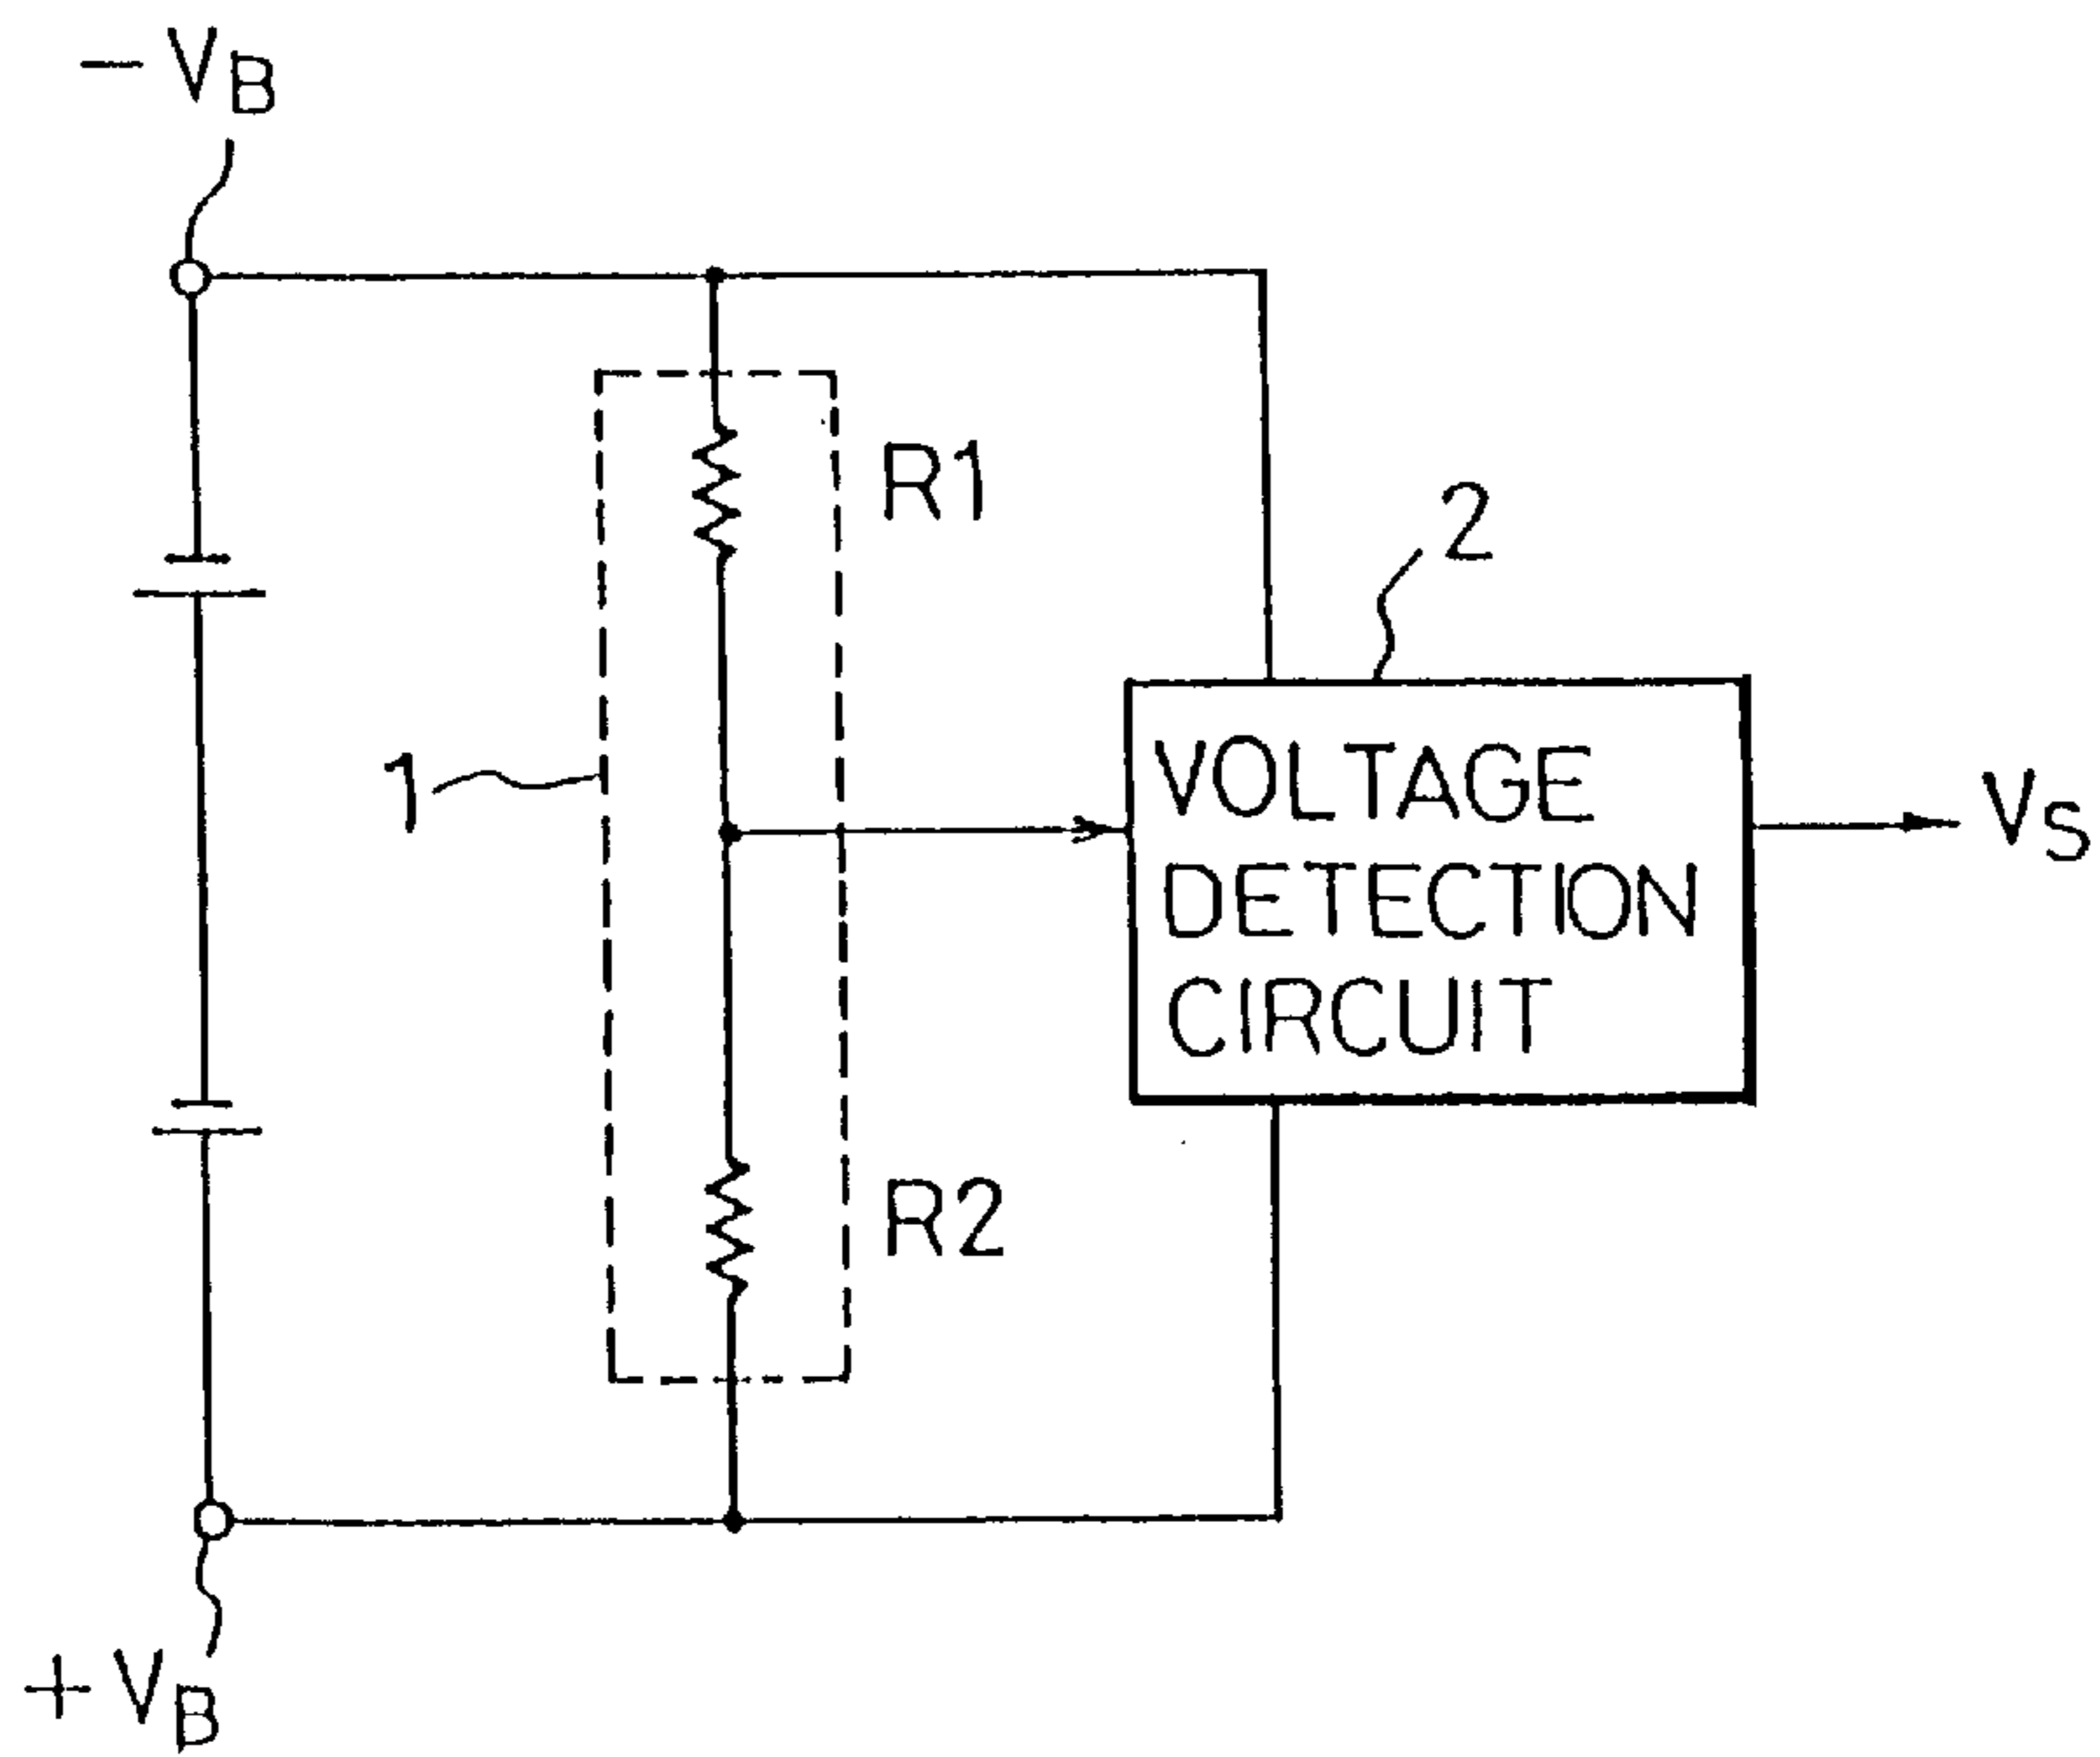 − VB
R1
2
1
VOLTAGE
DETECTION
CIRCUIT
VS
R2
+ VB